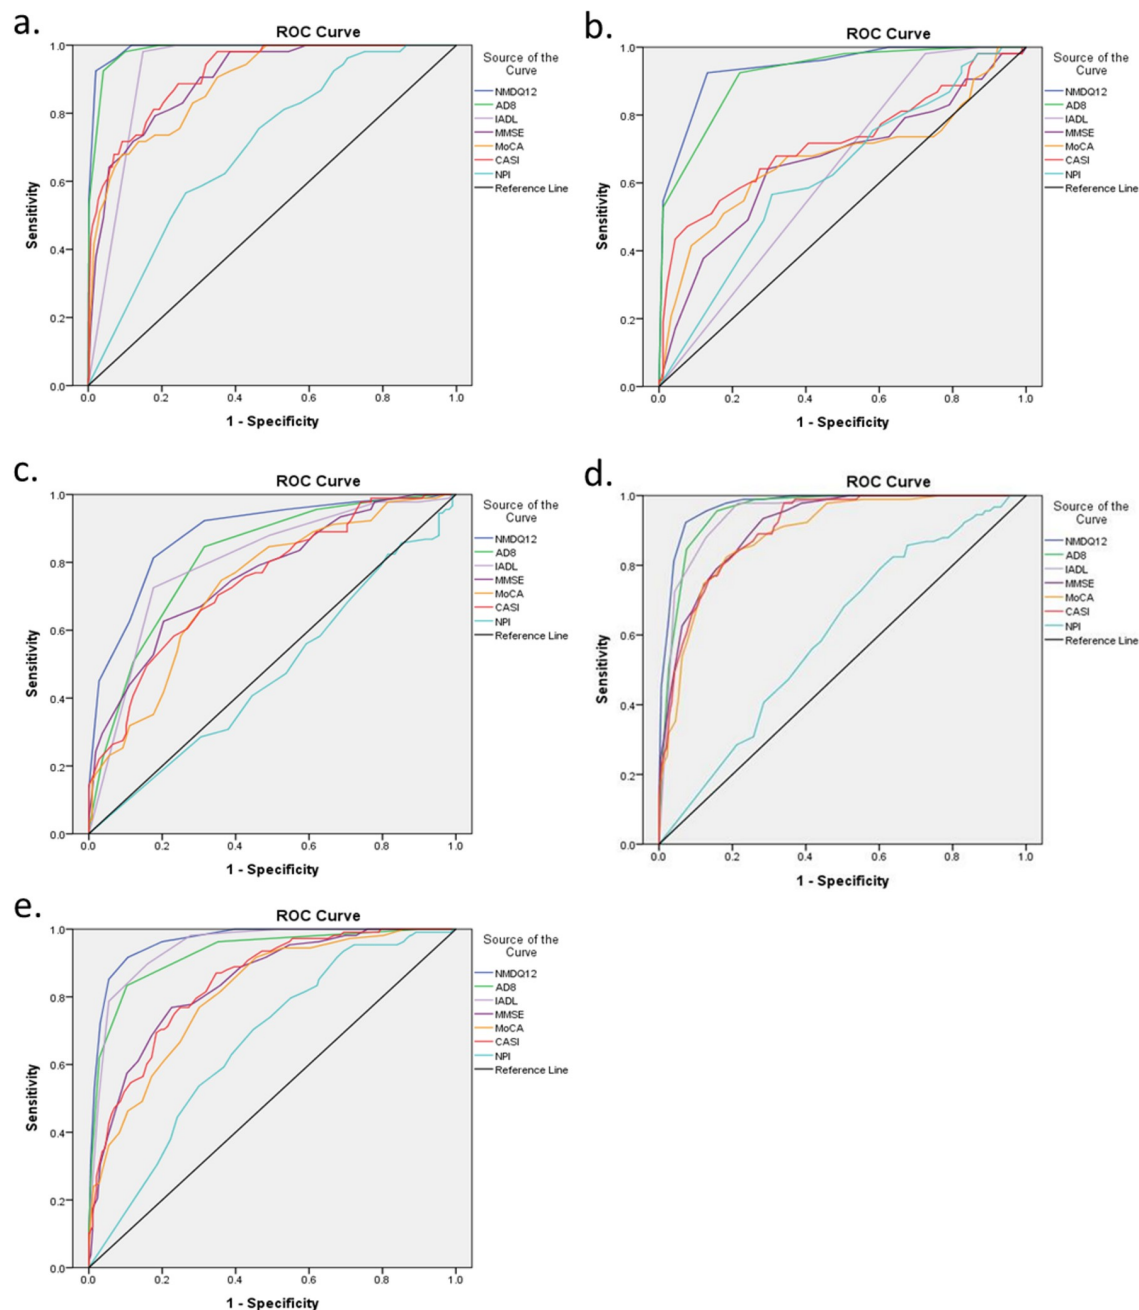 a.
ROC Curve
Sensitivity
1.0
0.8
0.6
0.4
0.2
0.0
0.0 0.2 0.4 0.6 0.8 1.0
1 - Specificity
Source of the
Curve
NMDQ12
AD8
IADL
MMSE
MoCA
CASI
NPI
Reference Line
b.
ROC Curve
Sensitivity
1.0
0.8
0.6
0.4
0.2
0.0
0.0 0.2 0.4 0.6 0.8 1.0
1 - Specificity
Source of the
Curve
NMDQ12
AD8
IADL
MMSE
MoCA
CASI
NPI
Reference Line
c.
ROC Curve
Sensitivity
1.0
0.8
0.6
0.4
0.2
0.0
0.0 0.2 0.4 0.6 0.8 1.0
1 - Specificity
Source of the
Curve
NMDQ12
AD8
IADL
MMSE
MoCA
CASI
NPI
Reference Line
d.
ROC Curve
Sensitivity
1.0
0.8
0.6
0.4
0.2
0.0
0.0 0.2 0.4 0.6 0.8 1.0
1 - Specificity
Source of the
Curve
NMDQ12
AD8
IADL
MMSE
MoCA
CASI
NPI
Reference Line
e.
ROC Curve
Sensitivity
1.0
0.8
0.6
0.4
0.2
0.0
0.0 0.2 0.4 0.6 0.8 1.0
1 - Specificity
Source of the
Curve
NMDQ12
AD8
IADL
MMSE
MoCA
CASI
NPI
Reference Line